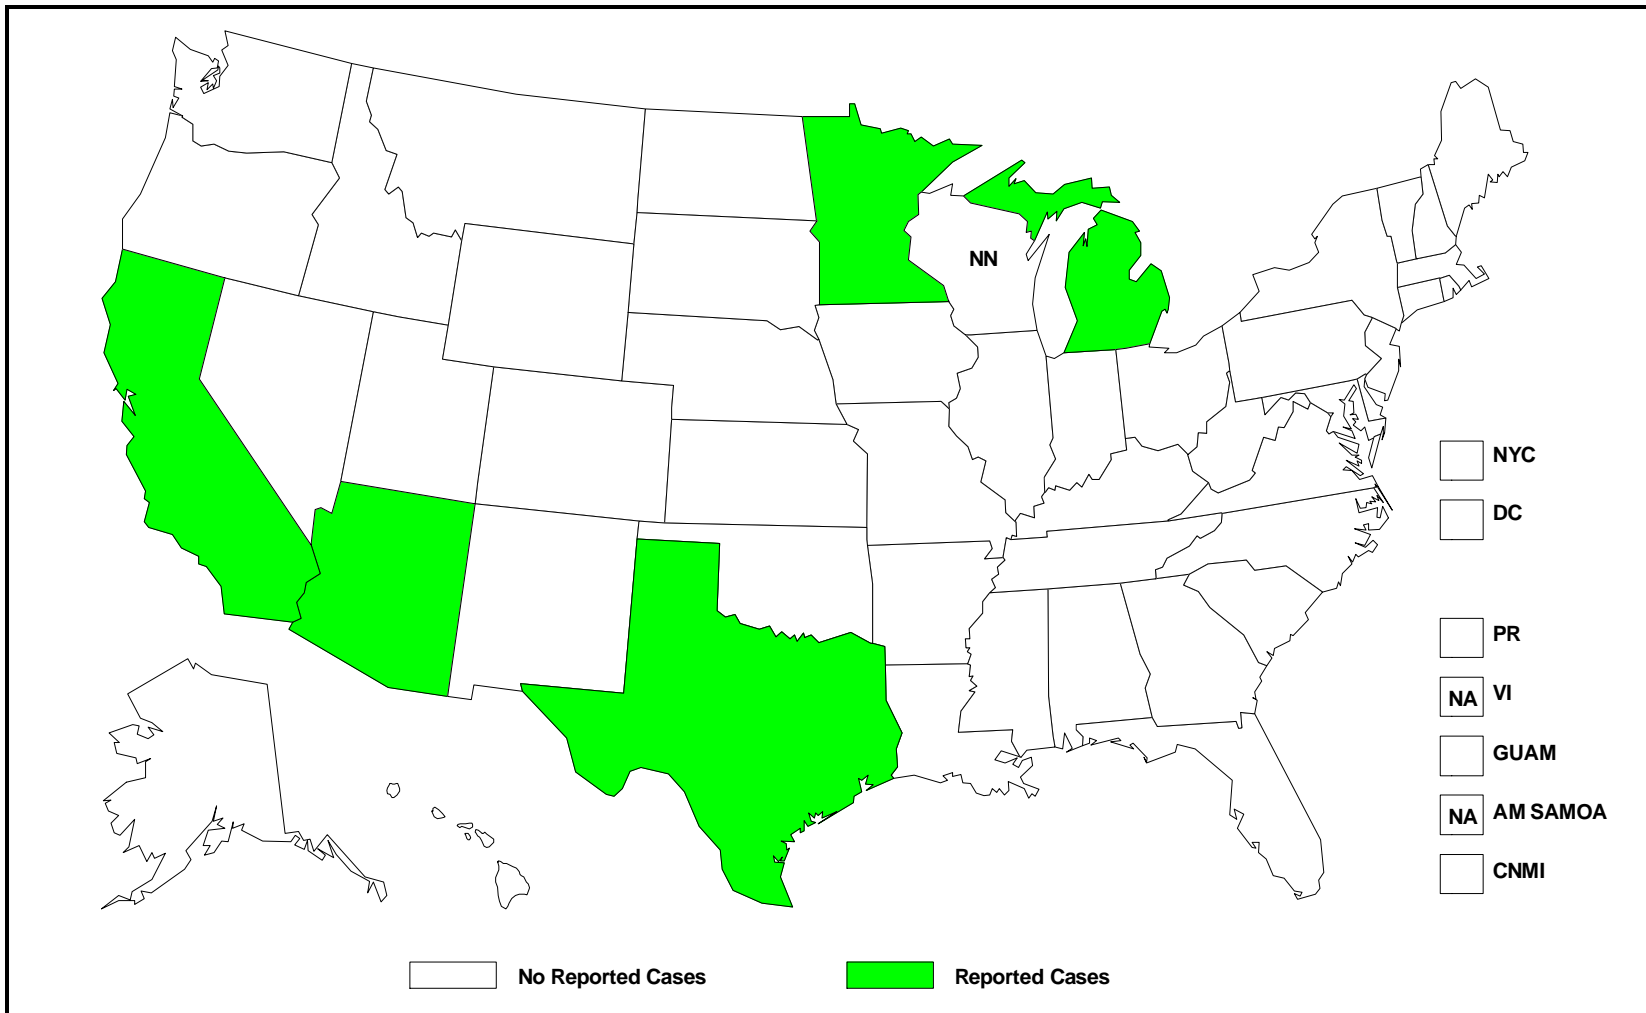 NN
NYC
DC
PR
NA VI
GUAM
NA AM SAMOA
CNMI
No Reported Cases Reported Cases